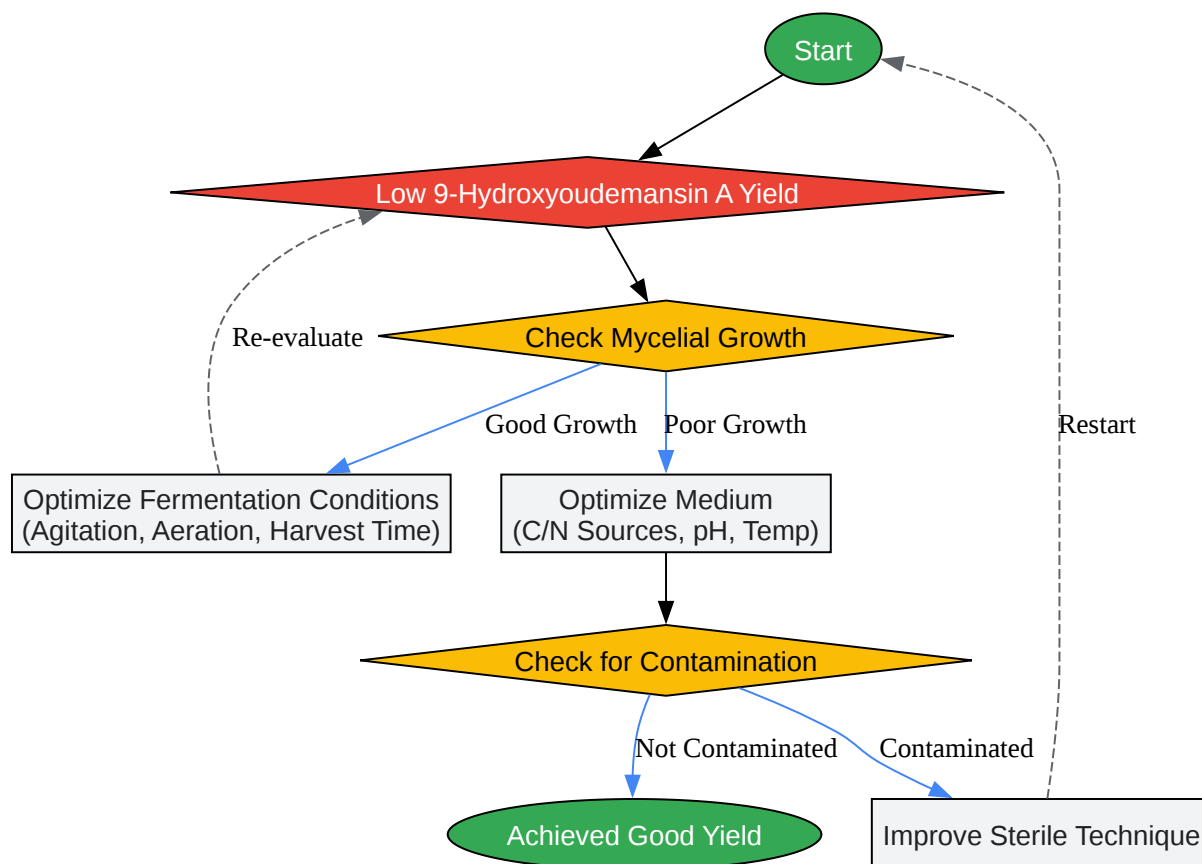 Start
Low 9-Hydroxyoudemansin A Yield
Re-evaluate
Check Mycelial Growth
Good Growth
Poor Growth
Restart
Optimize Fermentation Conditions
(Agitation, Aeration, Harvest Time)
Optimize Medium
(C/N Sources, pH, Temp)
Check for Contamination
Not Contaminated
Contaminated
Achieved Good Yield
Improve Sterile Technique